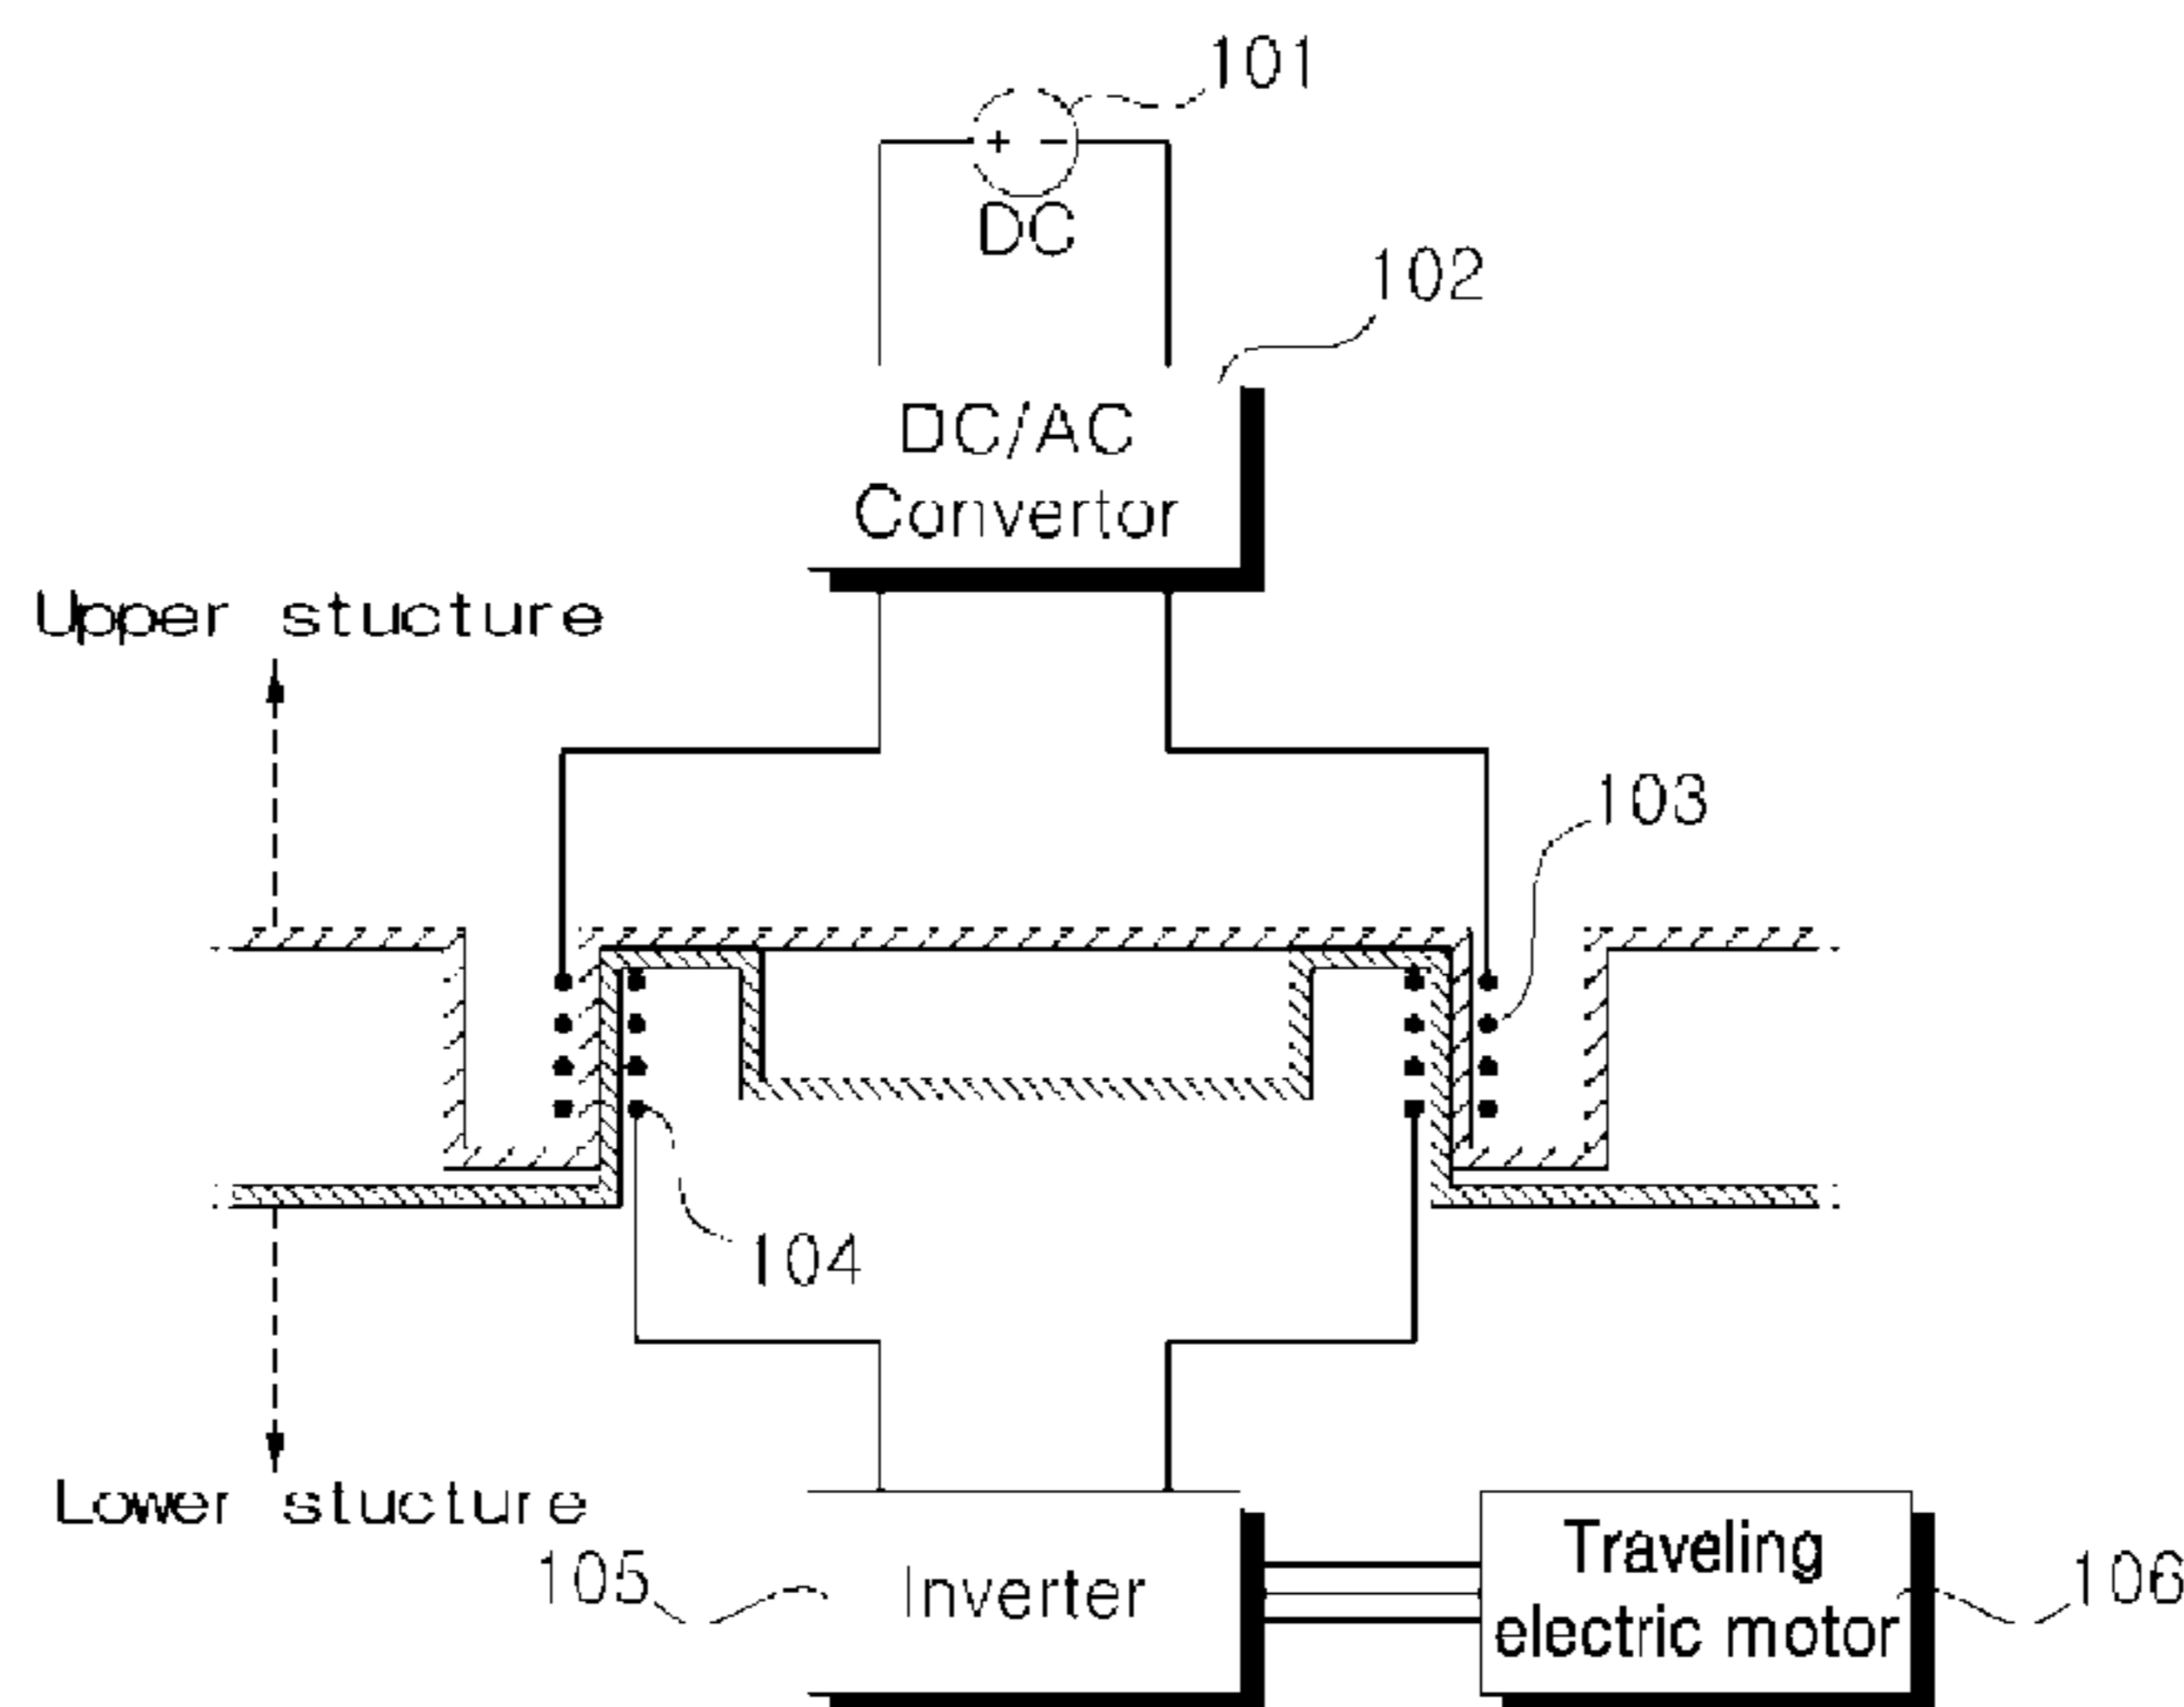 101
DC
102
DC/AC
Convertor
Upper stucture
103
104
Lower stucture
105
Inverter
Traveling
electric motor
106